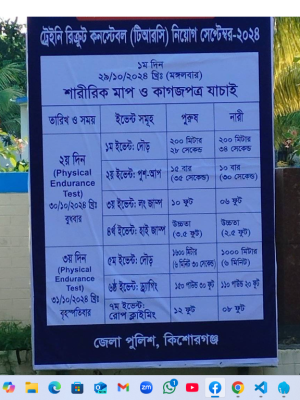 ট্রেইনি রিক্রুট কনস্টেবল (টিআরসি) নিয়োগ সেপ্টেম্বর-২০২৪
১ম দিন
২৯/১০/২০২৪ খ্রিঃ (মঙ্গলবার)
শারীরিক মাপ ও কাগজপত্র যাচাই
তারিখ ও সময় ইভেন্ট সমূহ পুরুষ নারী
২য় দিন
(Physical
Endurance
Test)
৩০/১০/২০২৪ খ্রিঃ
বুধবার
১ম ইভেন্ট: দৌড় ২০০ মিটার ২০০ মিটার
২৮ সেকেন্ড ৩৪ সেকেন্ড
২য় ইভেন্ট: পুশ-আপ ১৫ বার ১০ বার
(৩৫ সেকেন্ড) (৩০ সেকেন্ড)
৩য় ইভেন্ট: লং জাম্প ১০ ফুট ০৬ ফুট
৪র্থ ইভেন্ট: হাই জাম্প উচ্চতা উচ্চতা
(৩.৫ ফুট) (২.৫ ফুট)
৩য় দিন
(Physical
Endurance
Test)
৩১/১০/২০২৪ খ্রিঃ
বৃহস্পতিবার
৫ম ইভেন্ট: দৌড় ১৬০০ মিটার ১০০০ মিটার
(৬ মিনিট ৩০ সেকেন্ড) (৬ মিনিট)
৬ষ্ঠ ইভেন্ট: ড্র্যাগিং ১৫০ পাউন্ড ৩০ ফুট ১১০ পাউন্ড ২০ ফুট
৭ম ইভেন্ট:
রোপ ক্লাইমিং ১২ ফুট ০৮ ফুট
জেলা পুলিশ, কিশোরগঞ্জ
zm